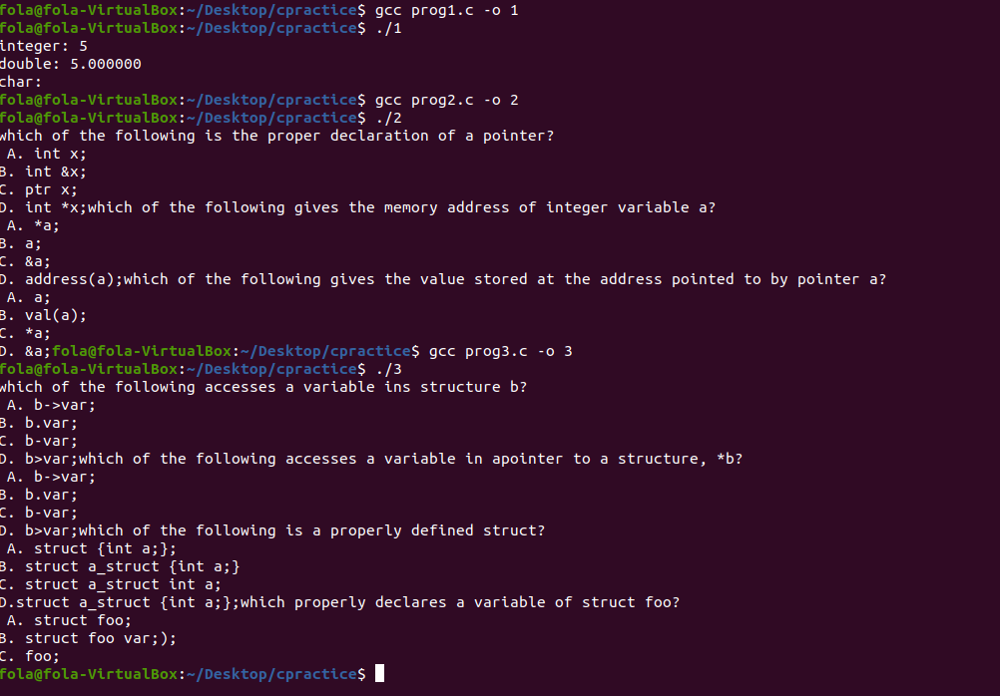 fola@fola-VirtualBox:~/Desktop/cpractice$ gcc prog1.c -o 1
fola@fola-VirtualBox:~/Desktop/cpractice$ ./1
integer: 5
double: 5.000000
char:
fola@fola-VirtualBox:~/Desktop/cpractice$ gcc prog2.c -o 2
fola@fola-VirtualBox:~/Desktop/cpractice$ ./2
which of the following is the proper declaration of a pointer?
 A. int x;
B. int &x;
C. ptr x;
D. int *x;which of the following gives the memory address of integer variable a?
 A. *a;
B. a;
C. &a;
D. address(a);which of the following gives the value stored at the address pointed to by pointer a?
 A. a;
B. val(a);
C. *a;
D. &a;fola@fola-VirtualBox:~/Desktop/cpractice$ gcc prog3.c -o 3
fola@fola-VirtualBox:~/Desktop/cpractice$ ./3
which of the following accesses a variable ins structure b?
 A. b->var;
B. b.var;
C. b-var;
D. b>var;which of the following accesses a variable in apointer to a structure, *b?
 A. b->var;
B. b.var;
C. b-var;
D. b>var;which of the following is a properly defined struct?
 A. struct {int a;};
B. struct a_struct {int a;}
C. struct a_struct int a;
D.struct a_struct {int a;};which properly declares a variable of struct foo?
 A. struct foo;
B. struct foo var;);
C. foo;
fola@fola-VirtualBox:~/Desktop/cpractice$